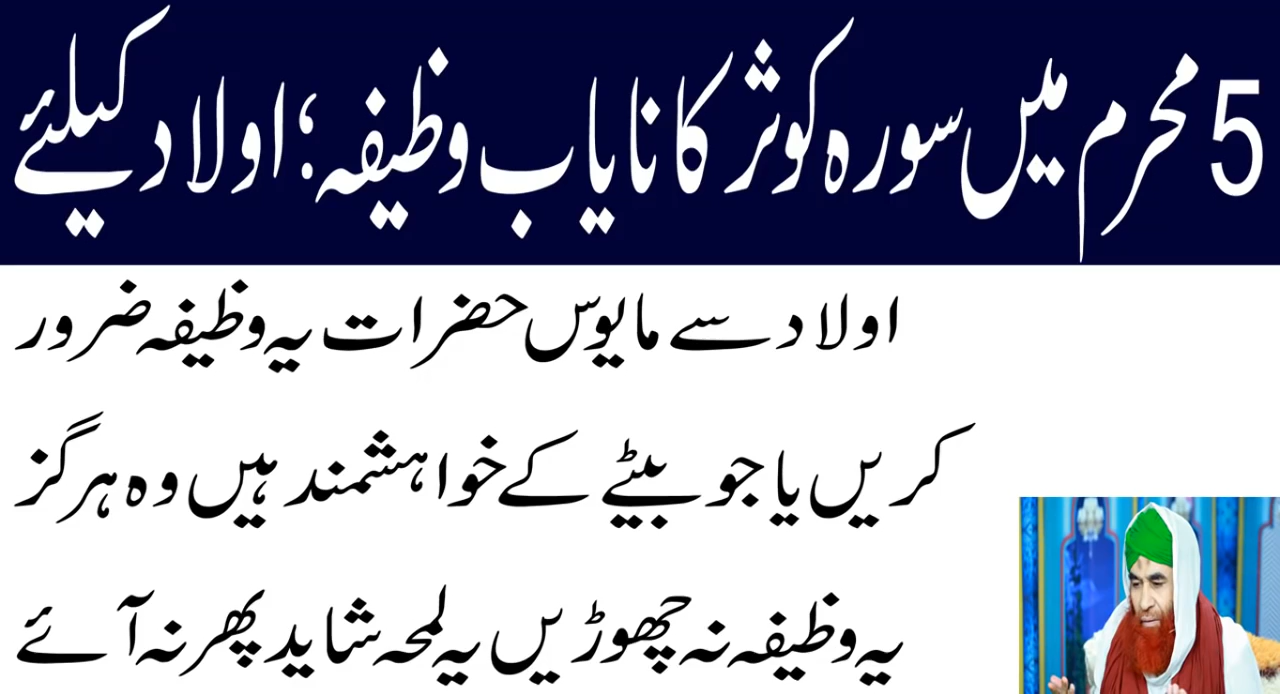 5 محرم میں سورہ کوثر کا نایاب وظیفہ؛ اولاد کیلئے
اولاد سے مایوس حضرات یہ وظیفہ ضرور
کریں یا جو بیٹے کے خواہشمند ہیں وہ ہرگز
یہ وظیفہ نہ چھوڑیں یہ لمحہ شاید پھر نہ آئے